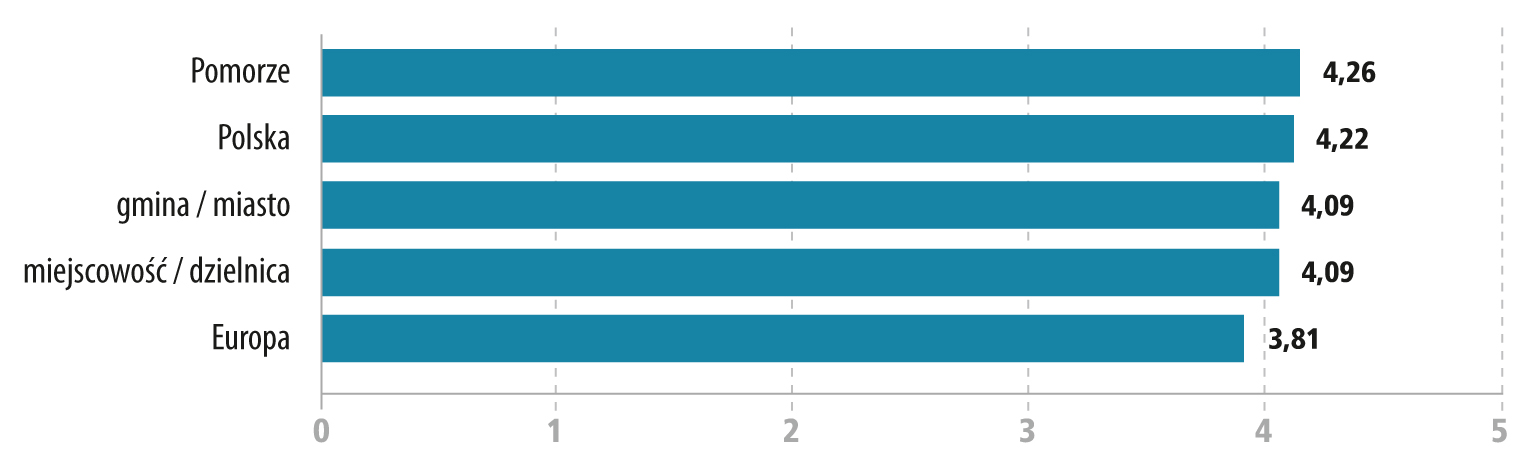 Pomorze 4,26
Polska 4,22
gmina / miasto 4,09
miejscowość / dzielnica 4,09
Europa 3,81
0 1 2 3 4 5